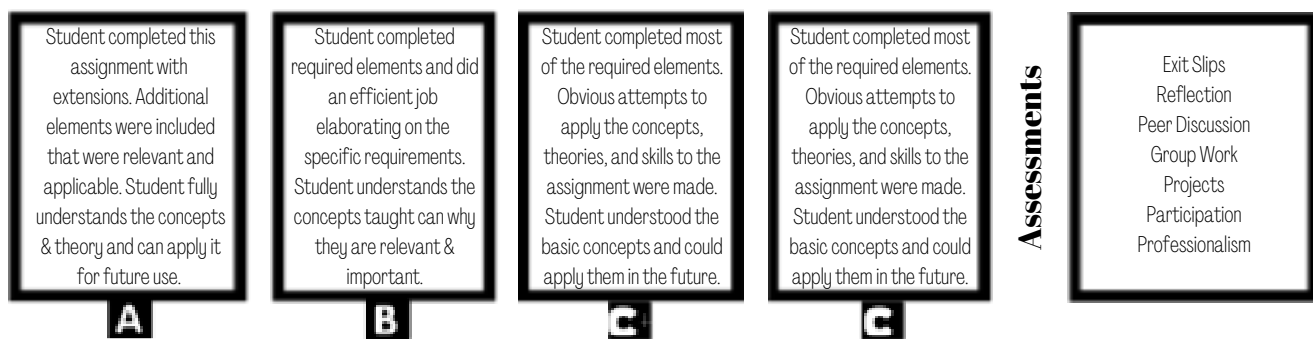 Student completed this
assignment with
extensions. Additional
elements were included
that were relevant and
applicable. Student fully
understands the concepts
& theory and can apply it
for future use.
A
Student completed
required elements and did
an efficient job
elaborating on the
specific requirements.
Student understands the
concepts taught can why
they are relevant &
important.
B
Student completed most
of the required elements.
Obvious attempts to
apply the concepts,
theories, and skills to the
assignment were made.
Student understood the
basic concepts and could
apply them in the future.
C+
Student completed most
of the required elements.
Obvious attempts to
apply the concepts,
theories, and skills to the
assignment were made.
Student understood the
basic concepts and could
apply them in the future.
C
Assessments
Exit Slips
Reflection
Peer Discussion
Group Work
Projects
Participation
Professionalism